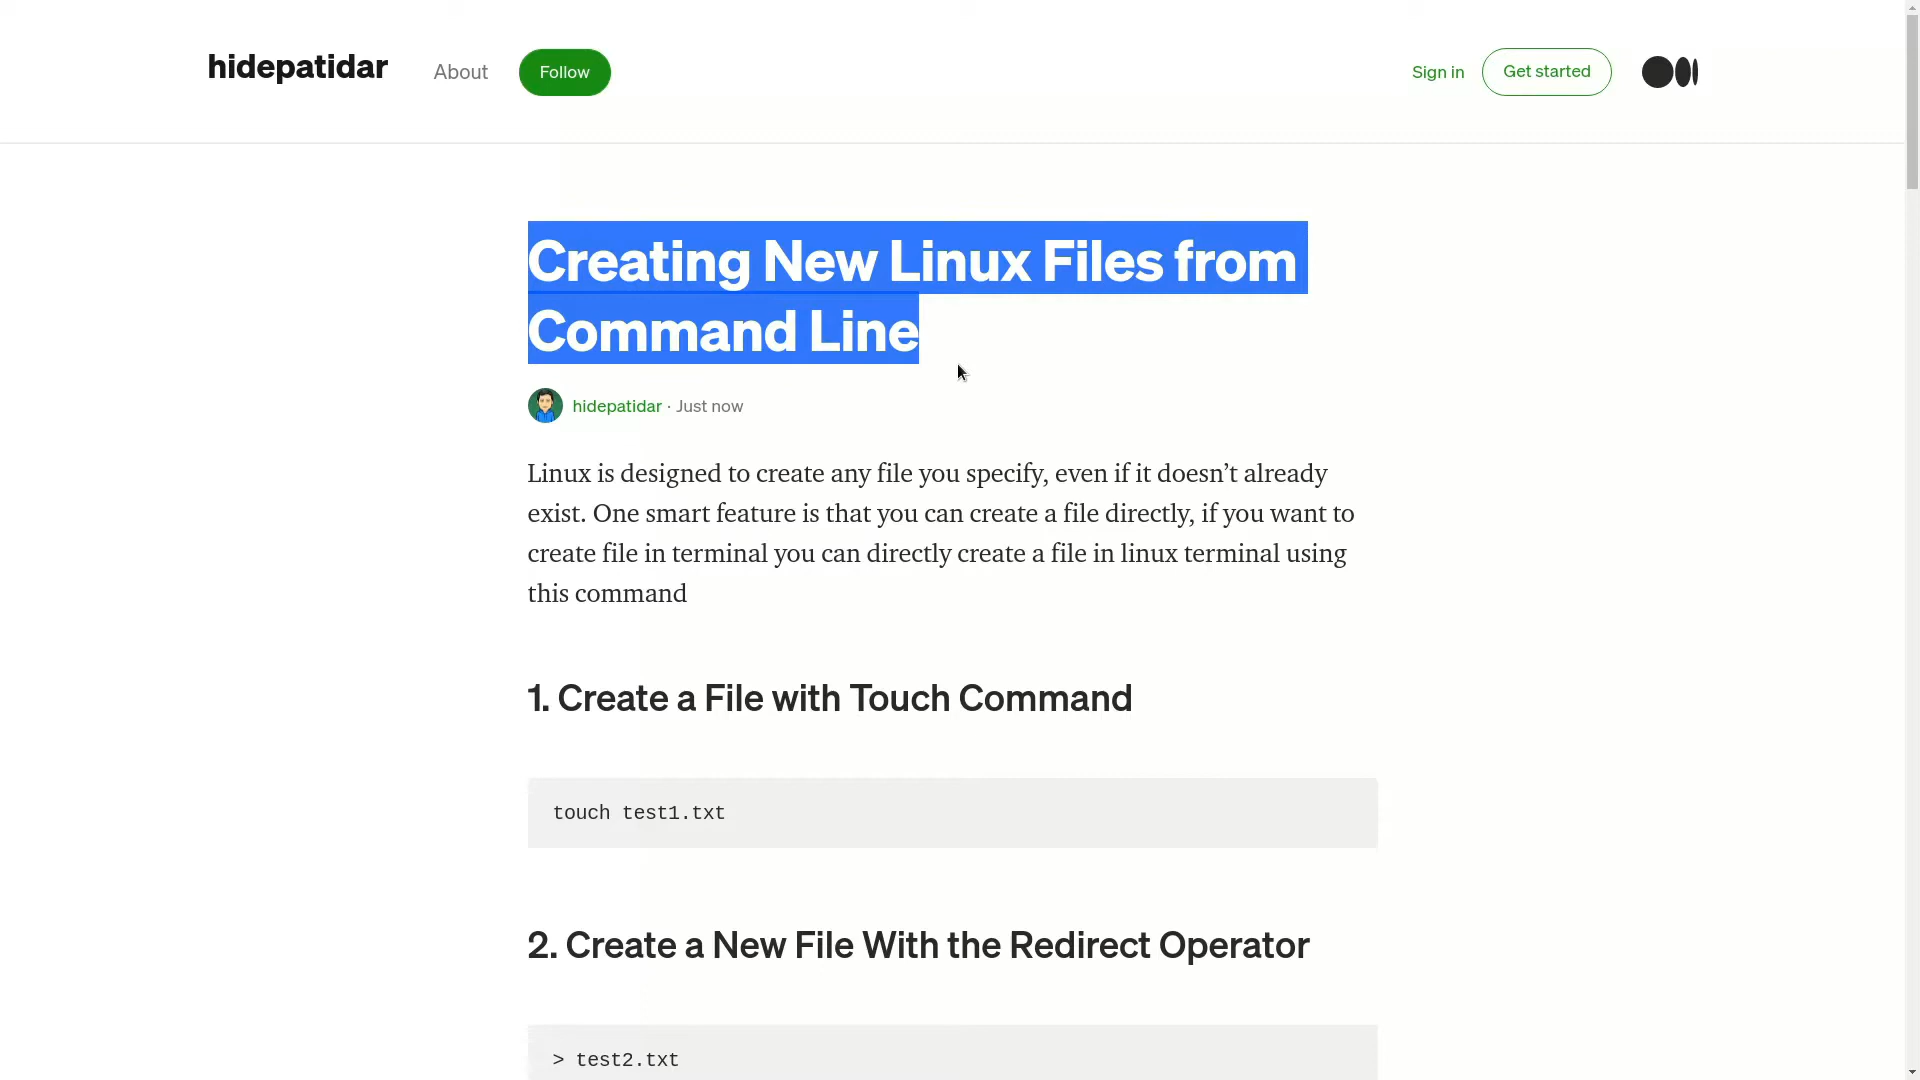 hidepatidar
About
Follow
Sign in
Get started
Creating New Linux Files from
Command Line
hidepatidar · Just now
Linux is designed to create any file you specify, even if it doesn’t already
exist. One smart feature is that you can create a file directly, if you want to
create file in terminal you can directly create a file in linux terminal using
this command
1. Create a File with Touch Command
touch test1.txt
2. Create a New File With the Redirect Operator
> test2.txt